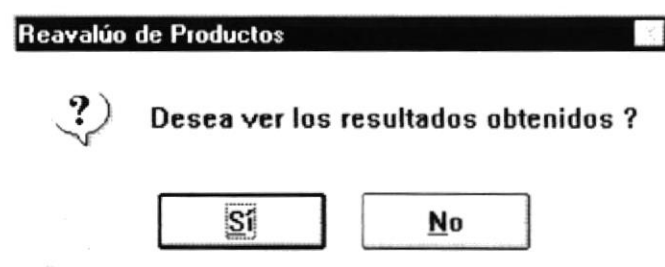 Reavalúo de Productos
Desea ver los resultados obtenidos ?
Sí
No